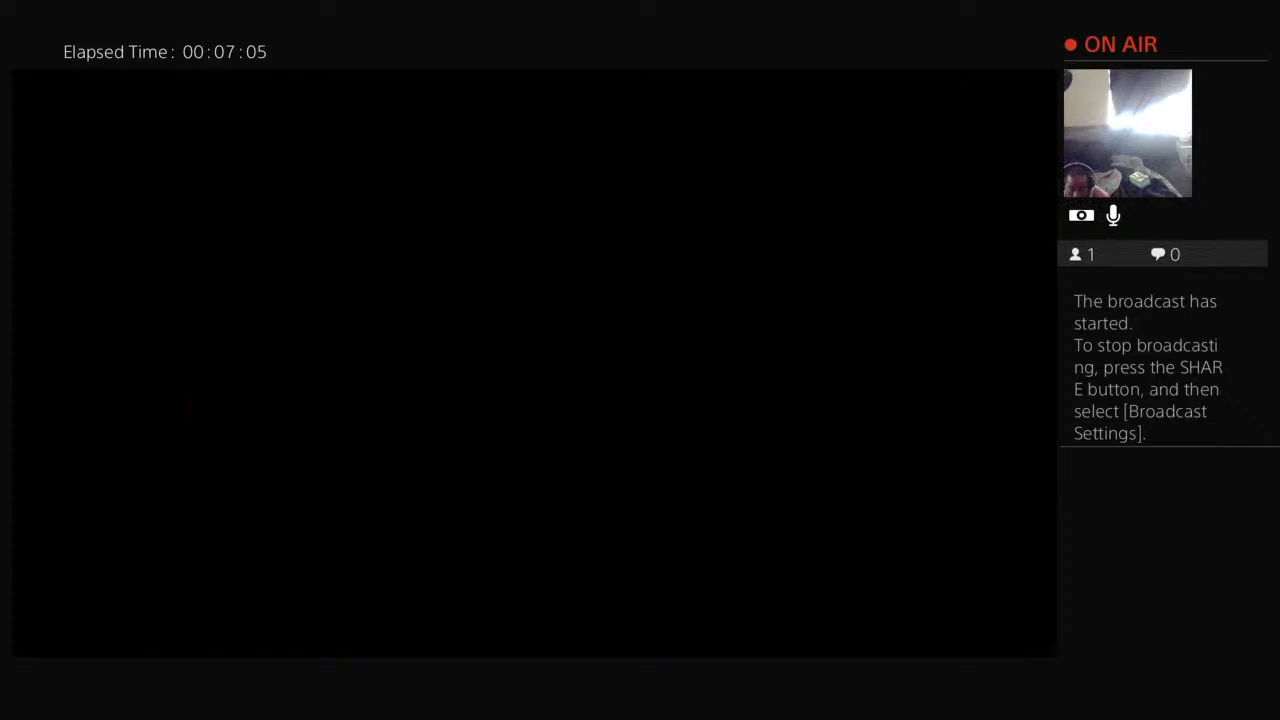 Elapsed Time: 00:07:05
ON AIR
1 0
The broadcast has
started.
To stop broadcasti
ng, press the SHAR
E button, and then
select [Broadcast
Settings].